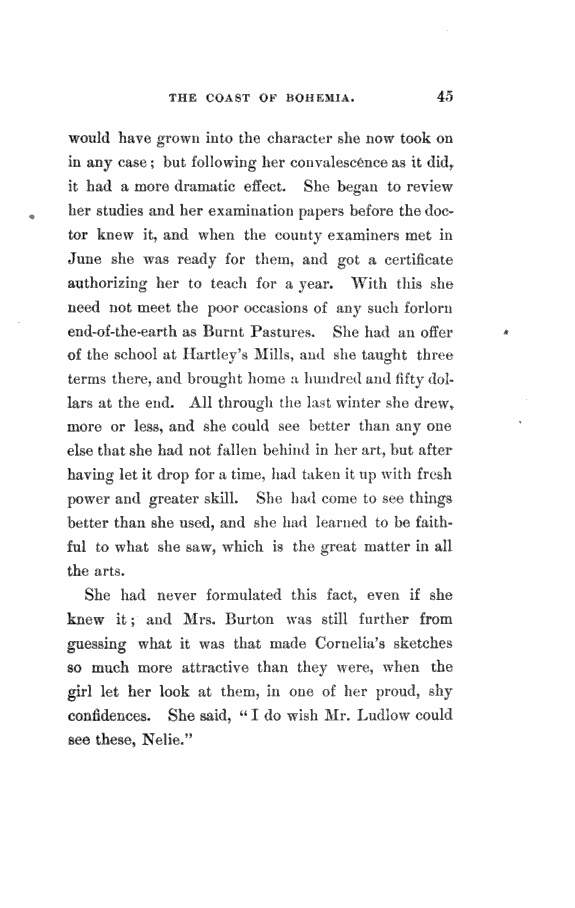 THE COAST OF BOHEMIA. 45
would have grown into the character she now took on
in any case; but following her convalescence as it did,
it had a more dramatic effect. She began to review
her studies and her examination papers before the doc-
tor knew it, and when the county examiners met in
June she was ready for them, and got a certificate
authorizing her to teach for a year. With this she
need not meet the poor occasions of any such forlorn
end-of-the-earth as Burnt Pastures. She had an offer
of the school at Hartley's Mills, and she taught three
terms there, and brought home a hundred and fifty dol-
lars at the end. All through the last winter she drew,
more or less, and she could see better than any one
else that she had not fallen behind in her art, but after
having let it drop for a time, had taken it up with fresh
power and greater skill. She had come to see things
better than she used, and she had learned to be faith-
ful to what she saw, which is the great matter in all
the arts.
She had never formulated this fact, even if she
knew it; and Mrs. Burton was still further from
guessing what it was that made Cornelia's sketches
so much more attractive than they were, when the
girl let her look at them, in one of her proud, shy
confidences. She said, "I do wish Mr. Ludlow could
see these, Nelie."